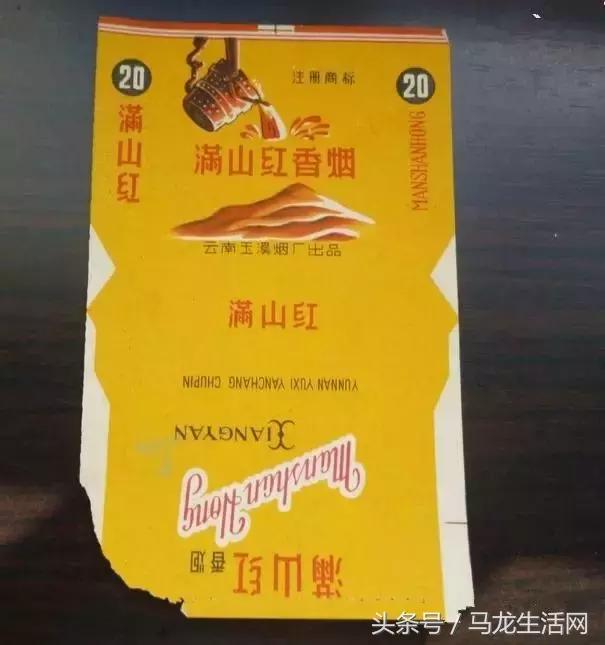 20
20
注册商标
满山红
MANSHANHONG
满山红香烟
云南玉溪烟厂出品
满山红
YUNNAN YUXI YANCHANG CHUPIN
XIANGYAN
Manshan Hong
满山红 香烟
头条号 / 马龙生活网